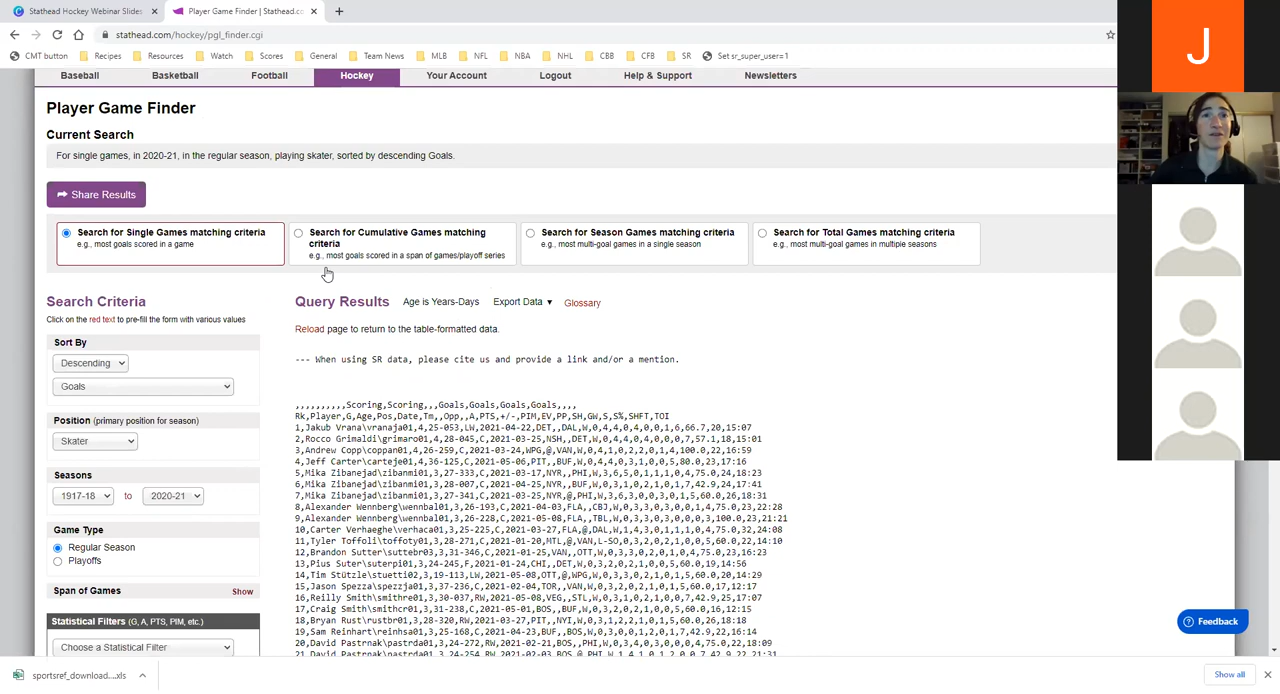 Stathead Hockey Webinar Slides
Player Game Finder | Stathead.co
stathead.com/hockey/pgl_finder.cgi
CMT button Recipes Resources Watch Scores General Team News MLB NFL NBA NHL CBB CFB SR Set sr_super_user=1
Baseball Basketball Football Hockey Your Account Logout Help & Support Newsletters
Player Game Finder
Current Search
For single games, in 2020-21, in the regular season, playing skater, sorted by descending Goals.
Share Results
Search for Single Games matching criteria
e.g., most goals scored in a game
Search for Cumulative Games matching
criteria
e.g., most goals scored in a span of games/playoff series
Search for Season Games matching criteria
e.g., most multi-goal games in a single season
Search for Total Games matching criteria
e.g., most multi-goal games in multiple seasons
Search Criteria
Click on the red text to pre-fill the form with various values
Sort By
Descending
Goals
Position (primary position for season)
Skater
Seasons
1917-18 to 2020-21
Game Type
Regular Season
Playoffs
Span of Games Show
Statistical Filters (G, A, PTS, PIM, etc.)
Choose a Statistical Filter
Query Results Age is Years-Days Export Data ▼ Glossary
Reload page to return to the table-formatted data.
--- When using SR data, please cite us and provide a link and/or a mention.
,,,,,,,,,,Scoring,Scoring,,,Goals,Goals,Goals,Goals,,,,
Rk,Player,G,Age,Pos,Date,Tm,,Opp,,A,PTS,+/-,PIM,EV,PP,SH,GW,S,S%,SHFT,TOI
1,Jakub Vrana\vranaja01,4,25-053,LW,2021-04-22,DET,,DAL,W,0,4,4,0,4,0,0,1,6,66.7,20,15:07
2,Rocco Grimaldi\grimaro01,4,28-045,C,2021-03-25,NSH,,DET,W,0,4,4,0,4,0,0,0,7,57.1,18,15:01
3,Andrew Copp\coppan01,4,26-259,C,2021-03-24,WPG,@,VAN,W,0,4,1,0,2,2,0,1,4,100.0,22,16:59
4,Jeff Carter\carteje01,4,36-125,C,2021-05-06,PIT,,BUF,W,0,4,4,0,3,1,0,0,5,80.0,23,17:16
5,Mika Zibanejad\zibanmi01,3,27-333,C,2021-03-17,NYR,,PHI,W,3,6,5,0,1,1,1,0,4,75.0,24,18:23
6,Mika Zibanejad\zibanmi01,3,28-007,C,2021-04-25,NYR,,BUF,W,0,3,1,0,2,1,0,1,7,42.9,24,17:41
7,Mika Zibanejad\zibanmi01,3,27-341,C,2021-03-25,NYR,@,PHI,W,3,6,3,0,0,3,0,1,5,60.0,26,18:31
8,Alexander Wennberg\wennbal01,3,26-193,C,2021-04-03,FLA,,CBJ,W,0,3,3,0,3,0,0,1,4,75.0,23,22:28
9,Alexander Wennberg\wennbal01,3,26-228,C,2021-05-08,FLA,,TBL,W,0,3,3,0,3,0,0,0,3,100.0,23,21:21
10,Carter Verhaeghe\verhaca01,3,25-225,C,2021-03-27,FLA,@,DAL,W,1,4,3,0,1,1,1,0,4,75.0,32,24:08
11,Tyler Toffoli\toffoty01,3,28-271,C,2021-01-20,MTL,@,VAN,L-SO,0,3,2,0,1,1,1,0,5,60.0,22,14:10
12,Brandon Sutter\suttebr03,3,31-346,C,2021-01-25,VAN,,OTT,W,0,3,3,0,2,0,1,0,4,75.0,23,16:23
13,Pius Suter\suterpi01,3,24-245,F,2021-01-24,CHI,,DET,W,0,3,2,0,2,1,0,1,5,60.0,19,14:56
14,Tim Stützle\stuetti02,3,19-113,LW,2021-05-08,OTT,@,WPG,W,0,3,3,0,2,1,0,1,5,60.0,20,14:29
15,Jason Spezza\spezzja01,3,37-236,C,2021-02-04,TOR,,VAN,W,0,3,2,0,2,1,0,1,5,60.0,17,12:17
16,Reilly Smith\smithre01,3,30-037,RW,2021-05-08,VEG,,STL,W,0,3,2,0,2,1,0,0,7,42.9,25,17:07
17,Craig Smith\smithcr01,3,31-238,C,2021-05-01,BOS,,BUF,W,0,3,2,0,2,1,0,0,5,60.0,16,12:15
18,Bryan Rust\rustbr01,3,28-320,RW,2021-03-27,PIT,,NYI,W,1,2,2,1,2,0,1,0,5,60.0,26,18:18
19,Sam Reinhart\reinhsa01,3,25-168,C,2021-04-23,BUF,,BOS,W,0,3,0,0,1,2,0,1,7,42.9,22,16:14
20,David Pastrnak\pastrda01,3,24-272,RW,2021-02-21,BOS,,PHI,W,0,3,4,0,3,0,0,0,4,75.0,22,18:09
21,David Pastrnak\pastrda01,3,24-254,RW,2021-02-03,BOS,@,PHI,W,1,4,1,0,1,2,0,0,7,42.9,22,21:31
Feedback
sportsref_download....xls
Show all
J